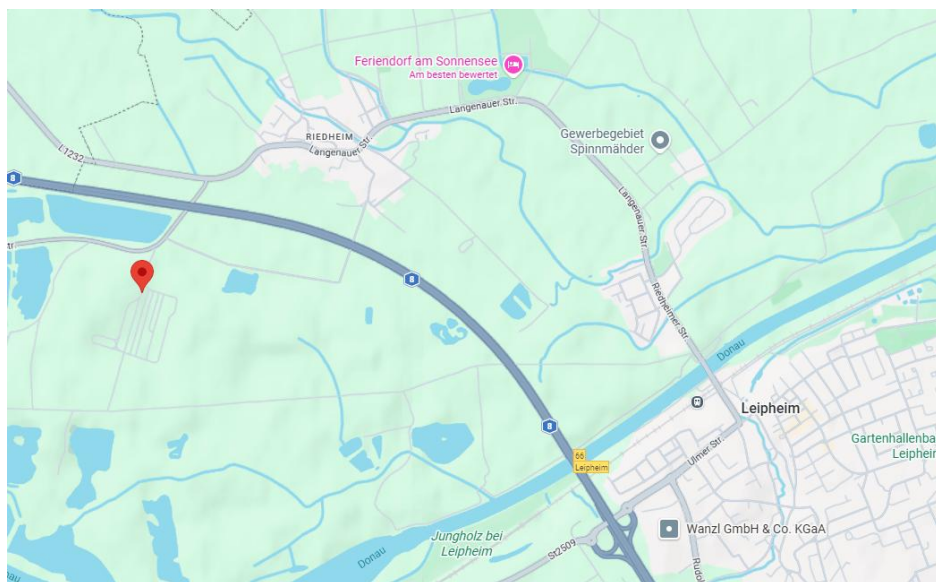 Feriendorf am Sonnensee
Am besten bewertet
Langenauer Str.
Gewerbegebiet
Spinnmähder
RIEDHEIM
Langenauer Str.
L1232
8
Langenauer Str.
8
Riedheimer Str.
Donau
Leipheim
8
Gartenhallenba
Leipheim
Ulmer Str.
66
Leipheim
Jungholz bei
Leipheim
St2509
Wanzl GmbH & Co. KGaA
Donau
Rudol